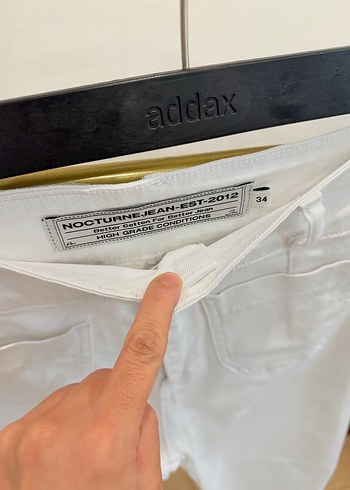 addax
NOCTURNEJEAN-EST-2012
Better Cotton For Better Jean
HIGH GRADE CONDITIONS
34